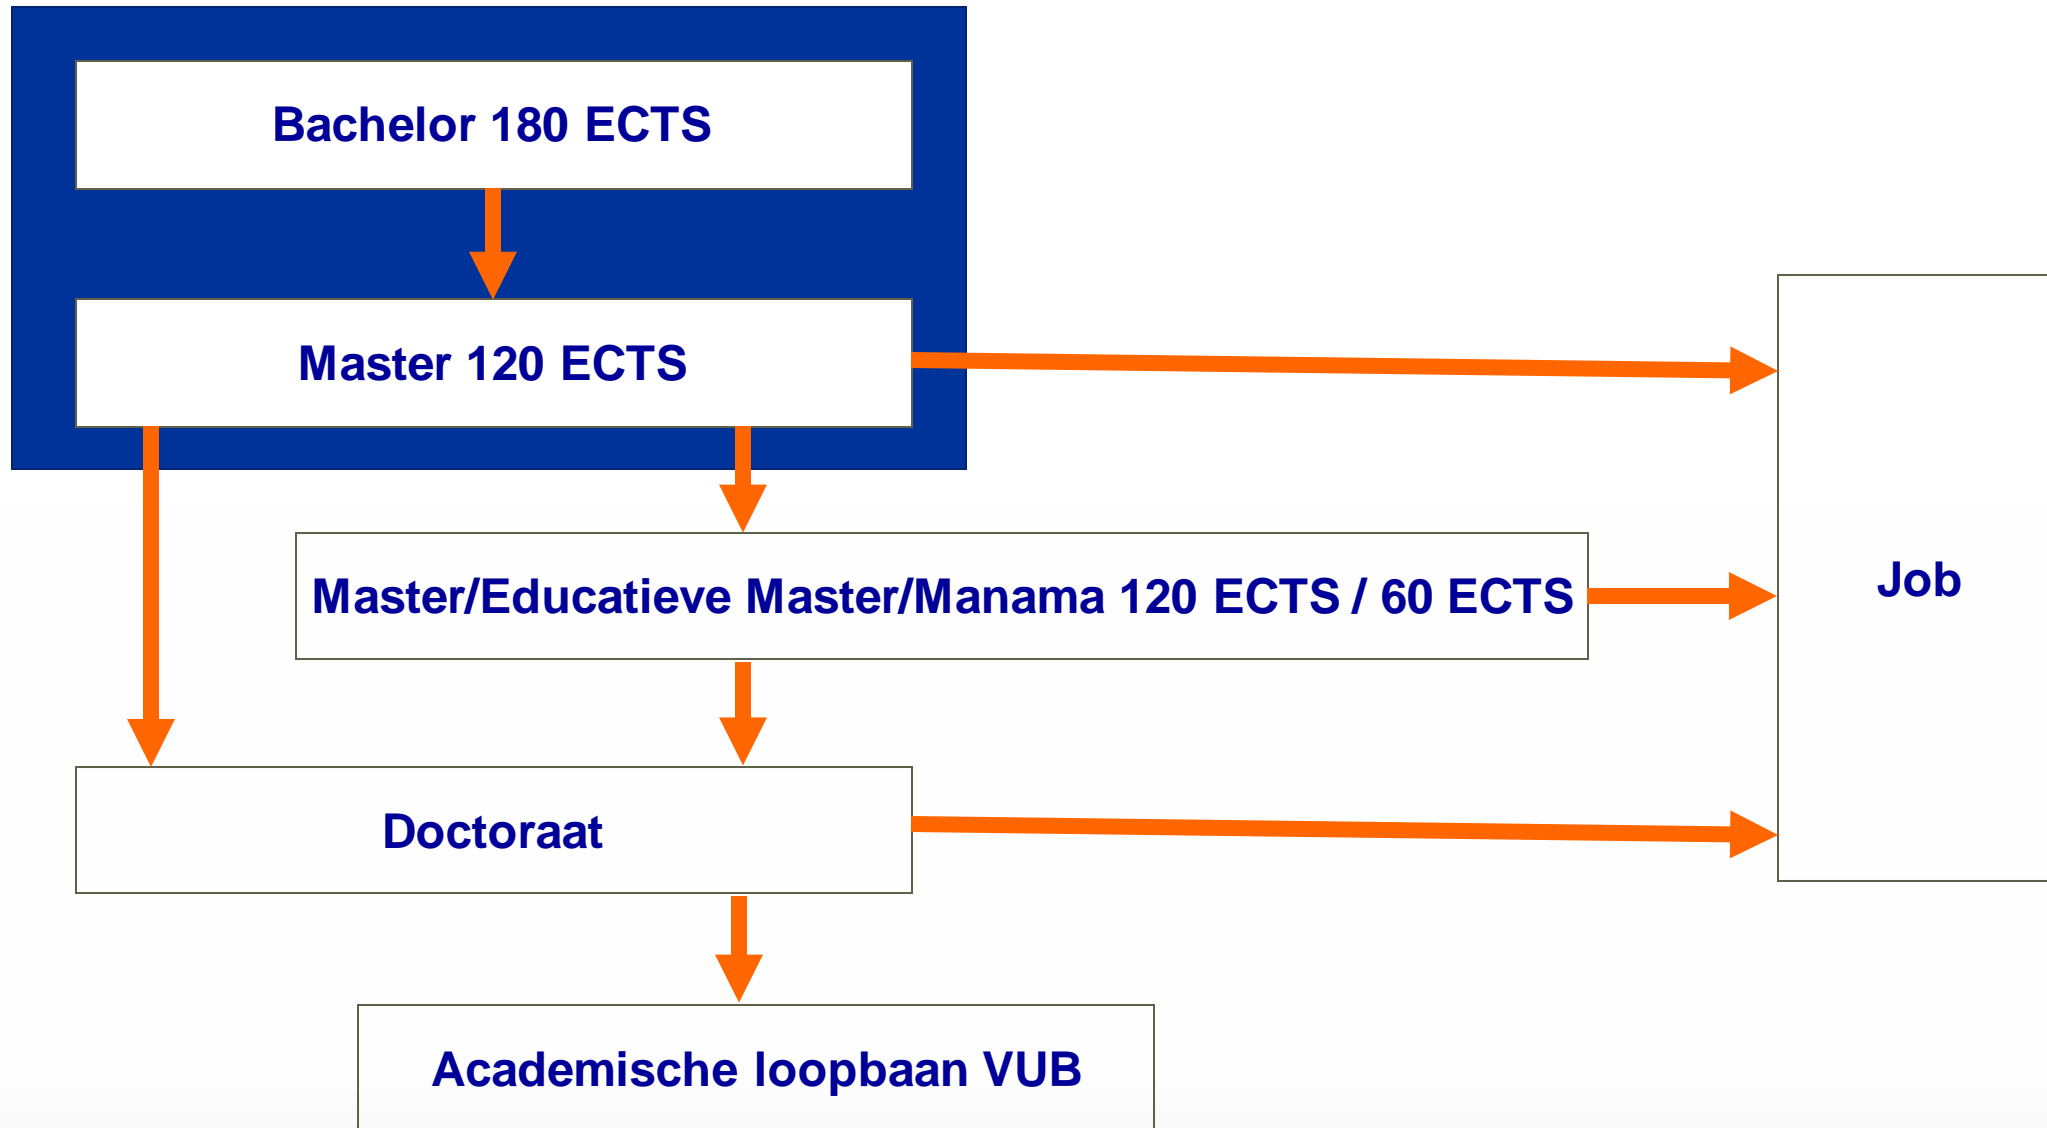 Bachelor 180 ECTS
Master 120 ECTS
Master/Educatieve Master/Manama 120 ECTS / 60 ECTS
Job
Doctoraat
Academische loopbaan VUB